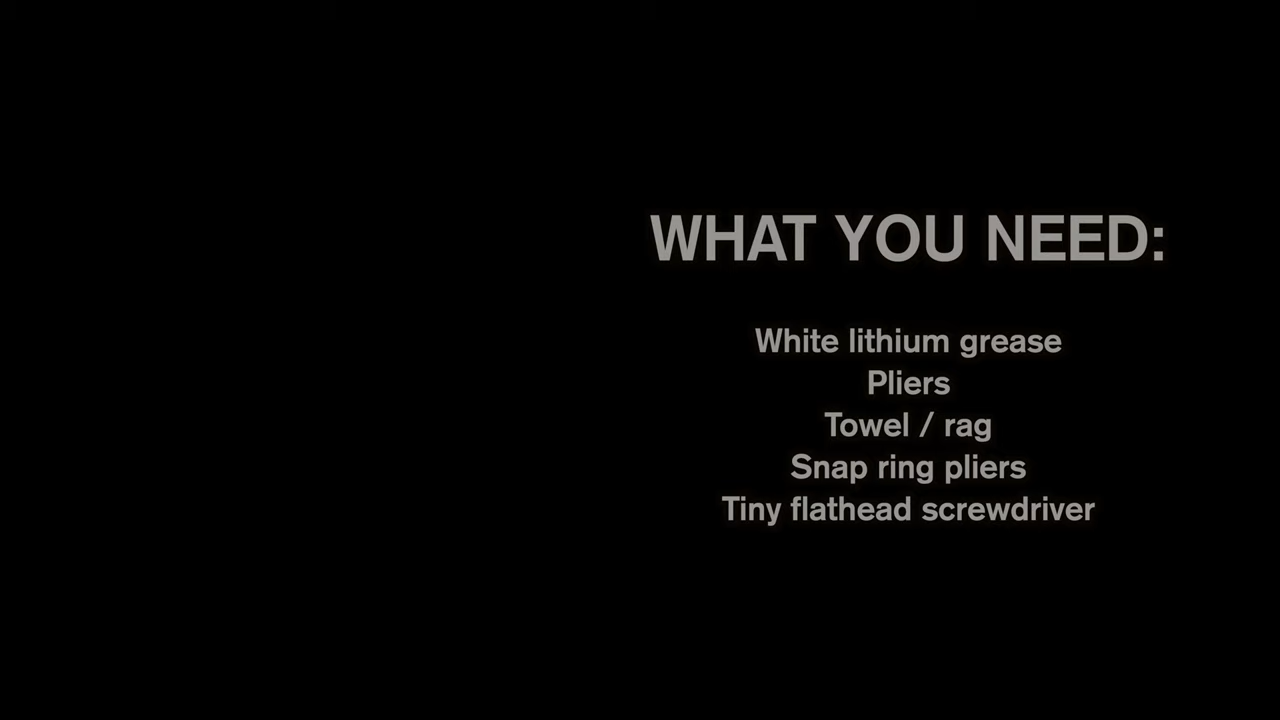 WHAT YOU NEED:
White lithium grease
Pliers
Towel / rag
Snap ring pliers
Tiny flathead screwdriver